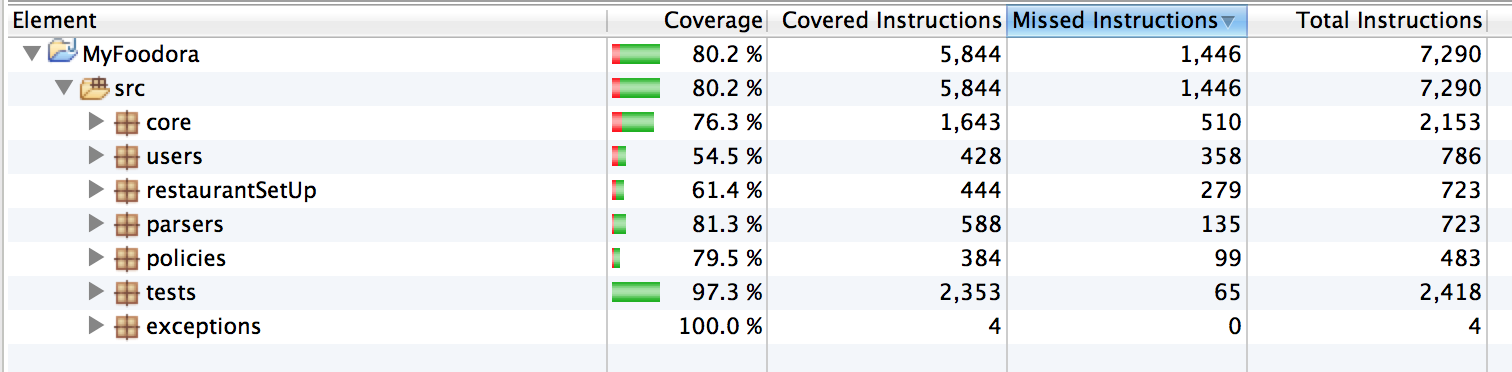 Element Coverage Covered Instructions Missed Instructions Total Instructions
MyFoodora 80.2 % 5,844 1,446 7,290
src 80.2 % 5,844 1,446 7,290
core 76.3 % 1,643 510 2,153
users 54.5 % 428 358 786
restaurantSetUp 61.4 % 444 279 723
parsers 81.3 % 588 135 723
policies 79.5 % 384 99 483
tests 97.3 % 2,353 65 2,418
exceptions 100.0 % 4 0 4